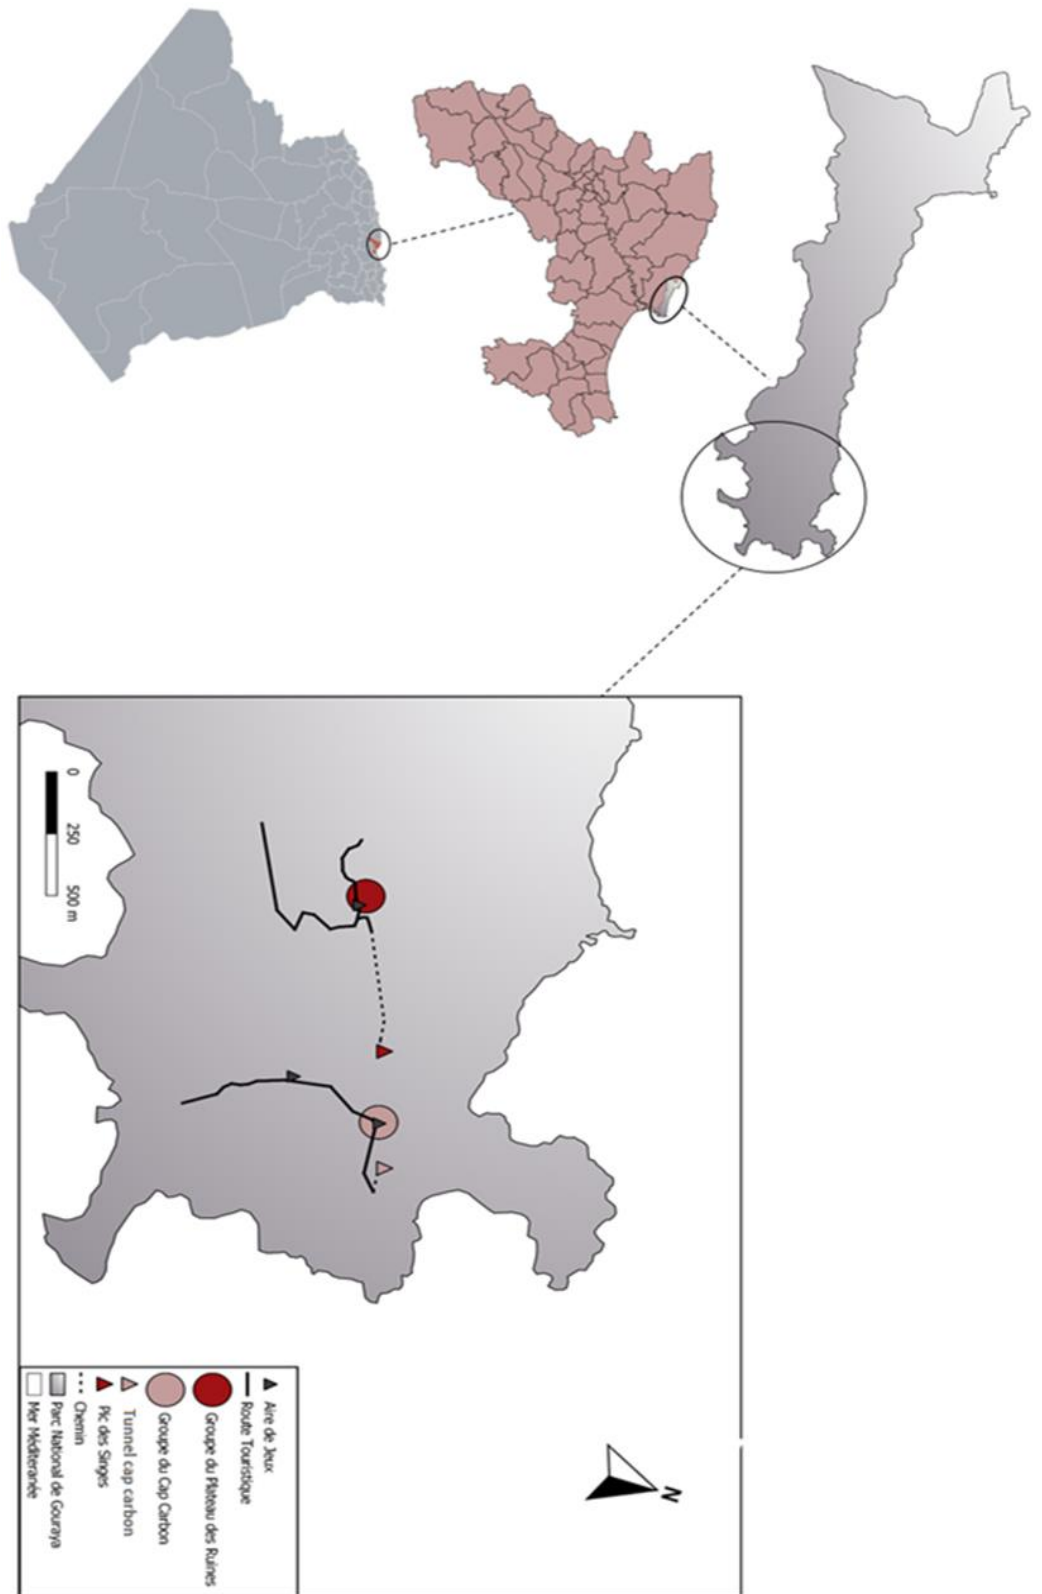 0 250 500 m
N
Aire de Jeux
Route Touristique
Groupe du Plateau des Ruines
Groupe du Cap Carbon
Tunnel cap carbon
Pic des Singes
Chemin
Parc National de Gouraya
Mer Méditeranée